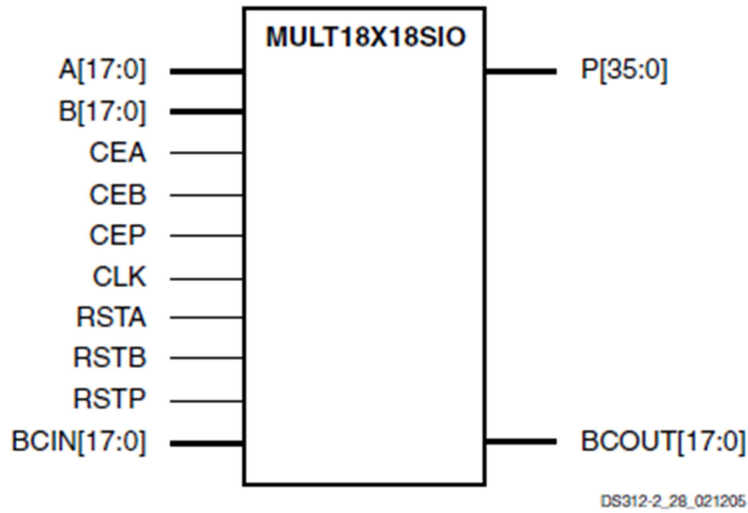 MULT18X18SIO
A[17:0]
P[35:0]
B[17:0]
CEA
CEB
CEP
CLK
RSTA
RSTB
RSTP
BCIN[17:0]
BCOUT[17:0]
DS312-2_28_021205